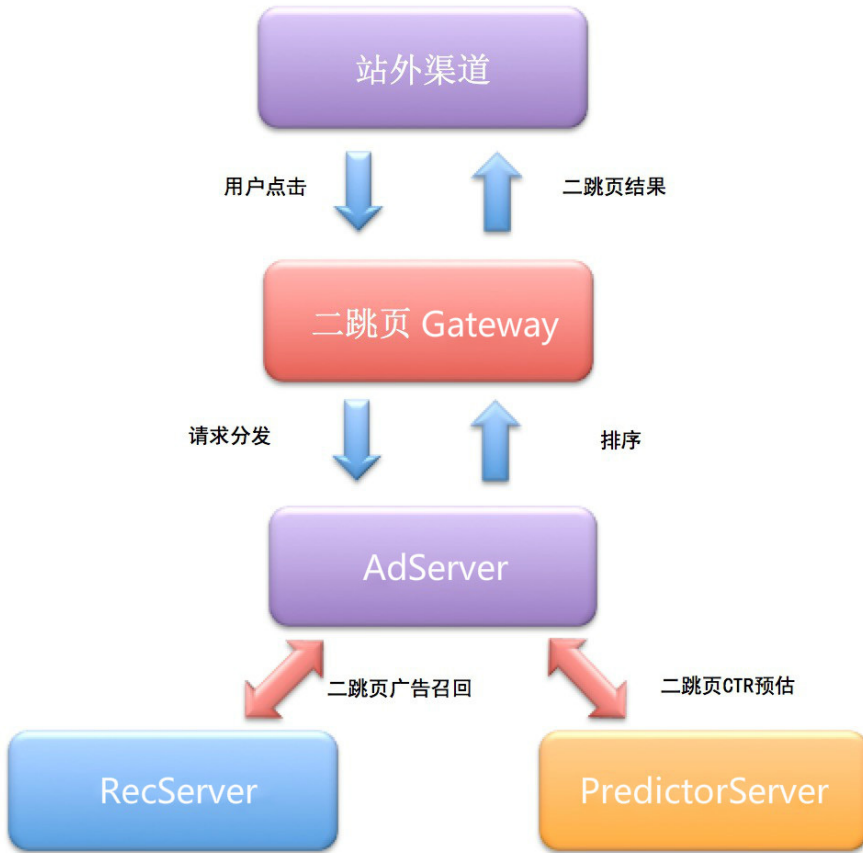 站外渠道
用户点击
二跳页结果
二跳页 Gateway
请求分发
排序
AdServer
二跳页广告召回
二跳页CTR预估
RecServer
PredictorServer